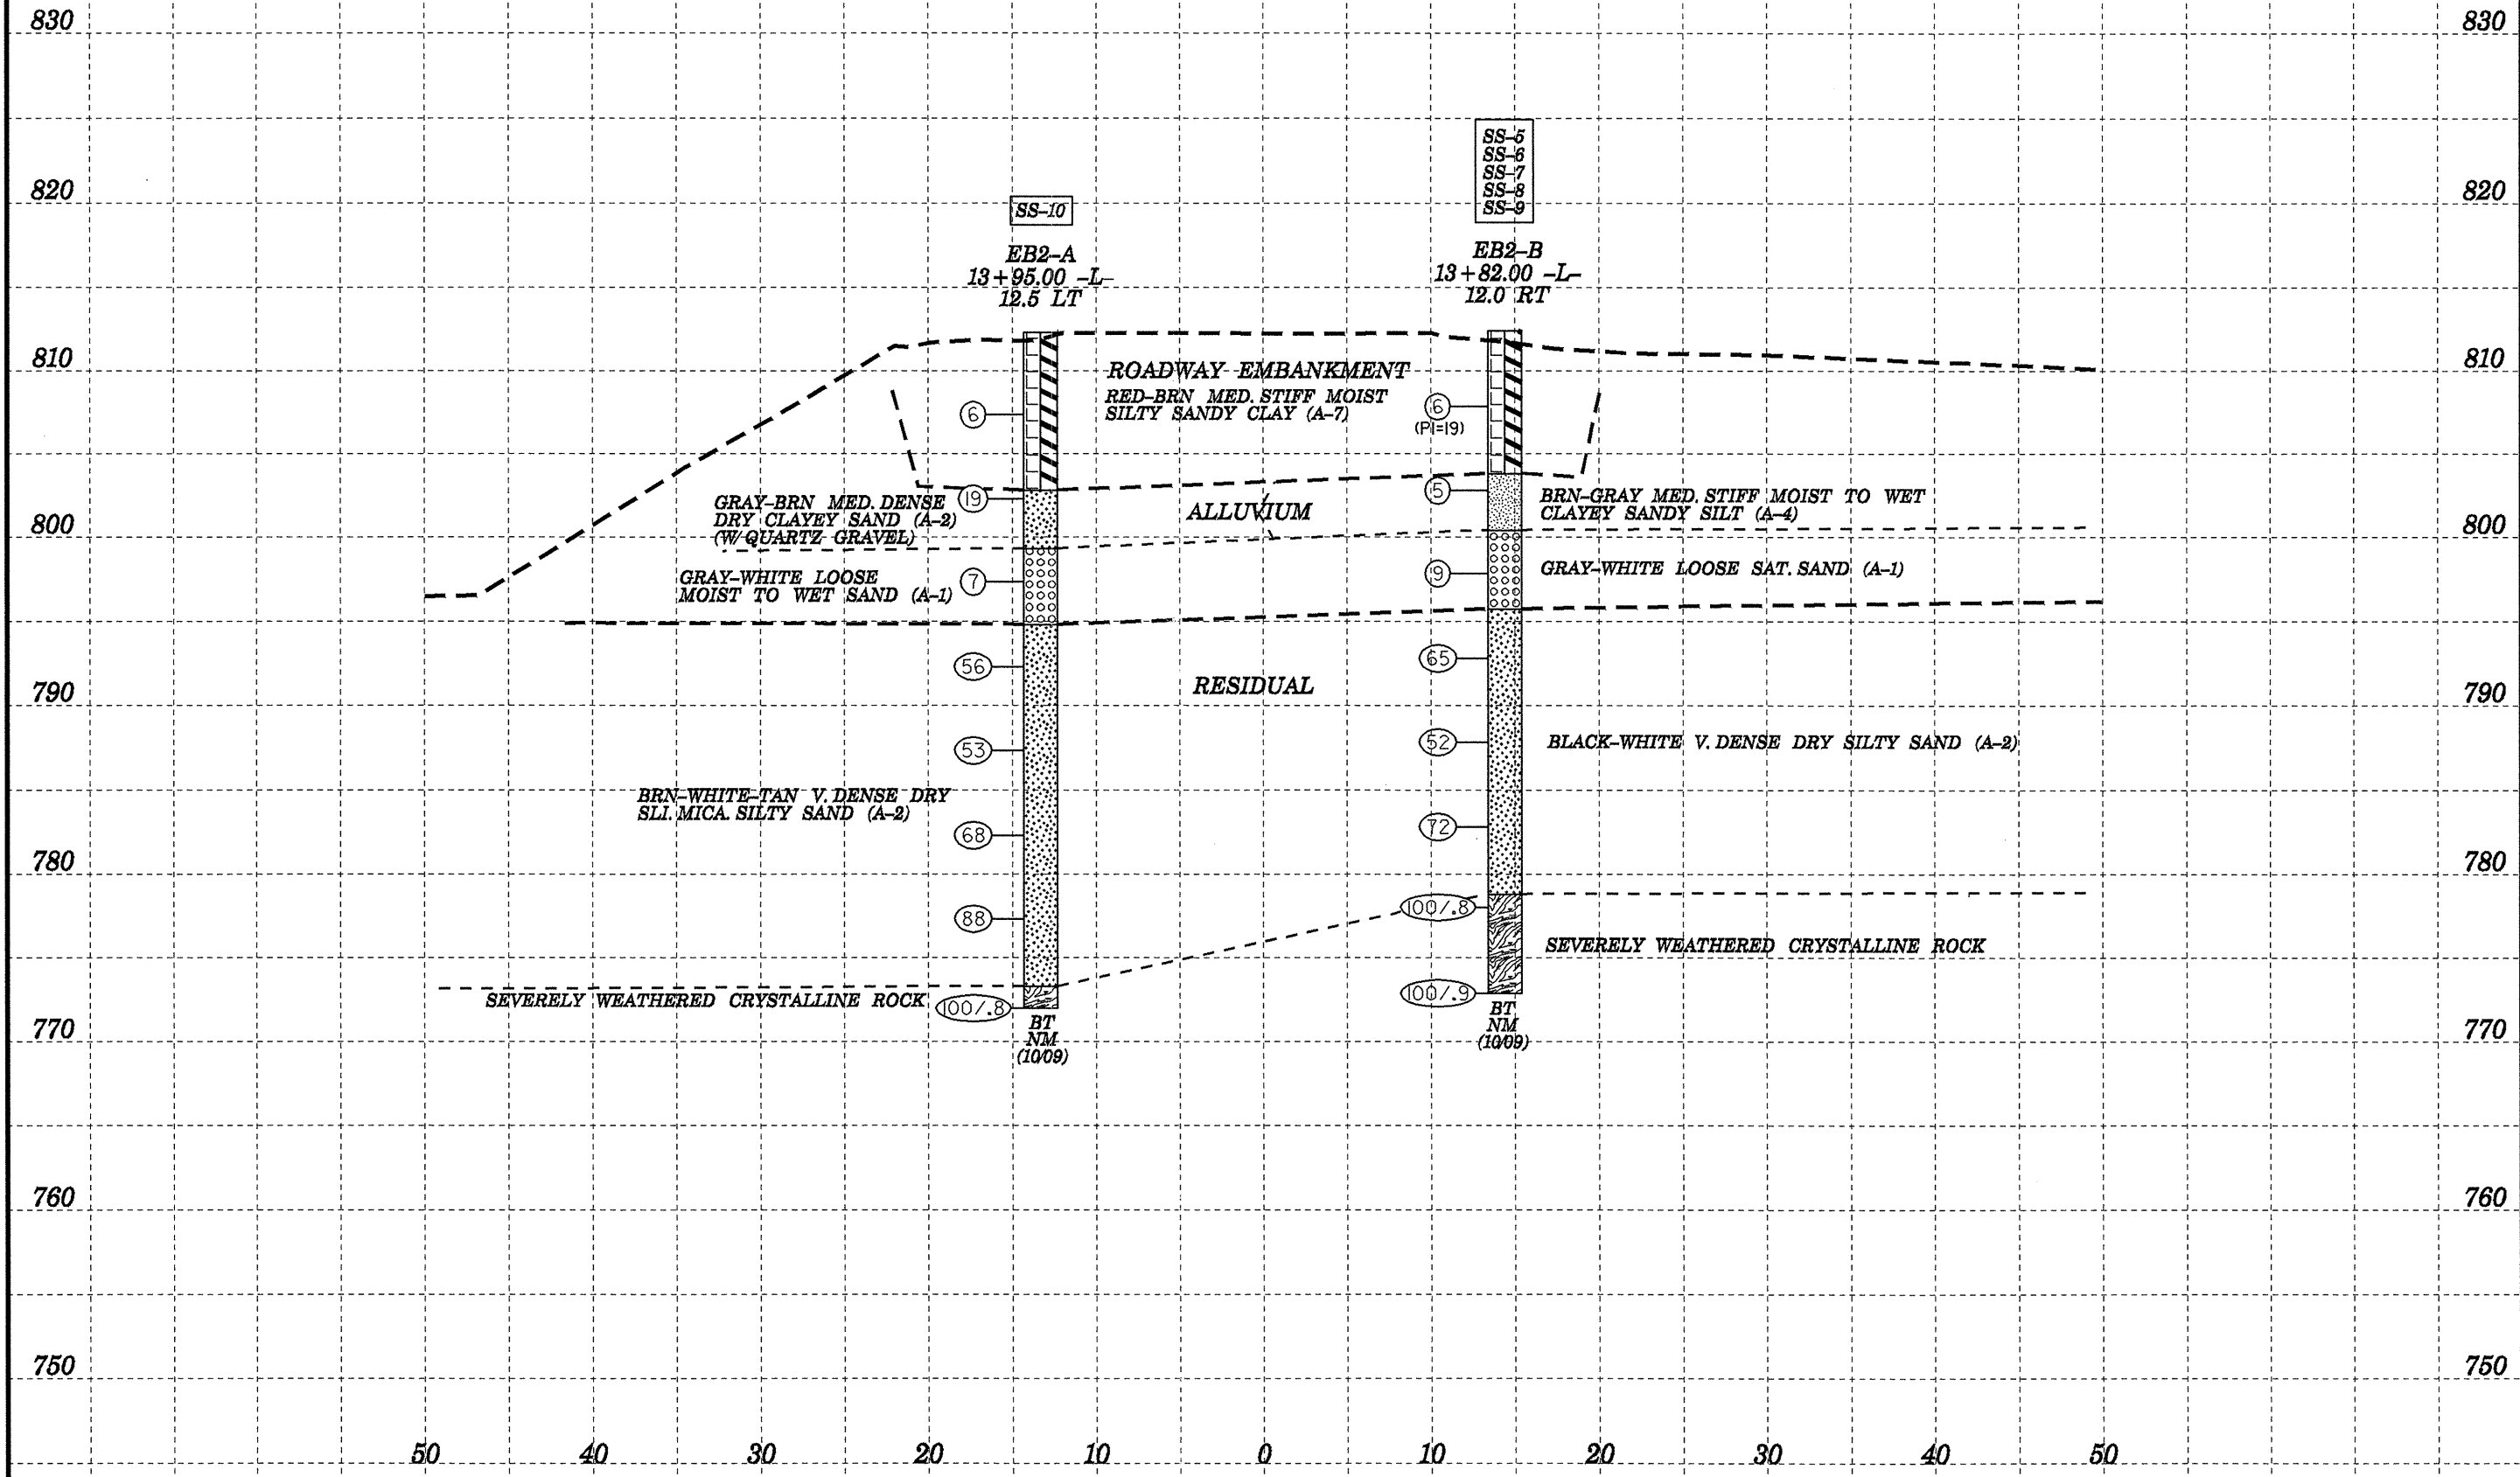 830 830
SS-5
SS-6
SS-7
820 SS-8 820
SS-10 SS-9
EB2-A EB2-B
13+95.00 -L- 13+82.00 -L-
12.5 LT 12.0 RT
810 ROADWAY EMBANKMENT 810
RED-BRN MED. STIFF MOIST
SILTY SANDY CLAY (A-7)
6 6
(PI=19)
GRAY-BRN MED. DENSE 19 5 BRN-GRAY MED. STIFF MOIST TO WET
DRY CLAYEY SAND (A-2) ALLUVIUM CLAYEY SANDY SILT (A-4)
(W/QUARTZ GRAVEL)
800 800
GRAY-WHITE LOOSE 7 9 GRAY-WHITE LOOSE SAT. SAND (A-1)
MOIST TO WET SAND (A-1)
56 65
790 RESIDUAL 790
53 52 BLACK-WHITE V. DENSE DRY SILTY SAND (A-2)
BRN-WHITE-TAN V. DENSE DRY
SLI. MICA. SILTY SAND (A-2)
68 72
780 780
88 100/.8
SEVERELY WEATHERED CRYSTALLINE ROCK
SEVERELY WEATHERED CRYSTALLINE ROCK 100/.8 100/.9
770 BT BT 770
NM NM
(10/09) (10/09)
760 760
750 750
50 40 30 20 10 0 10 20 30 40 50